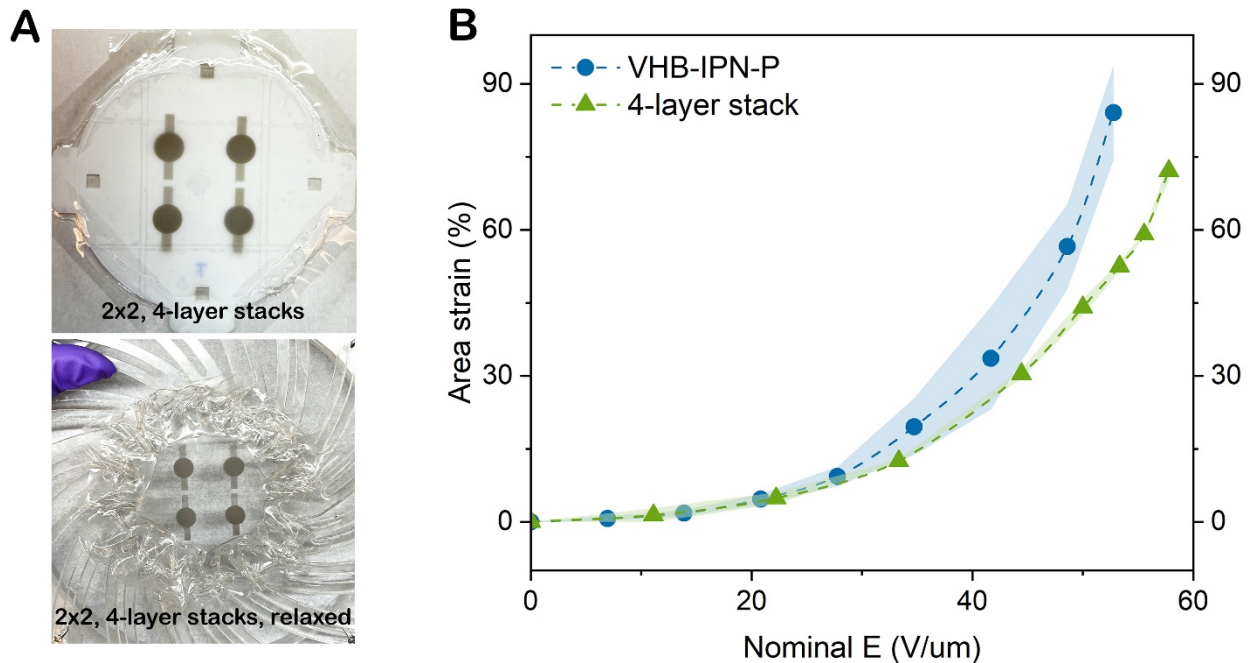 A
2x2, 4-layer stacks
2x2, 4-layer stacks, relaxed
B
VHB-IPN-P
4-layer stack
Area strain (%)
90
60
30
0
90
60
30
0
0 20 40 60
Nominal E (V/um)